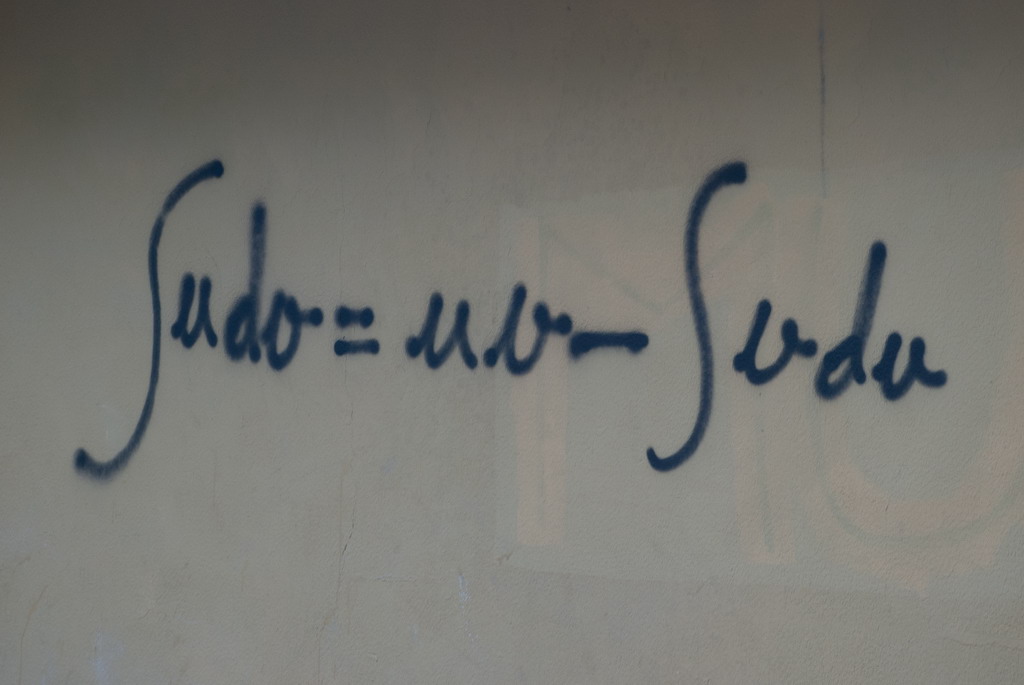 ∫udv = uv − ∫vdu